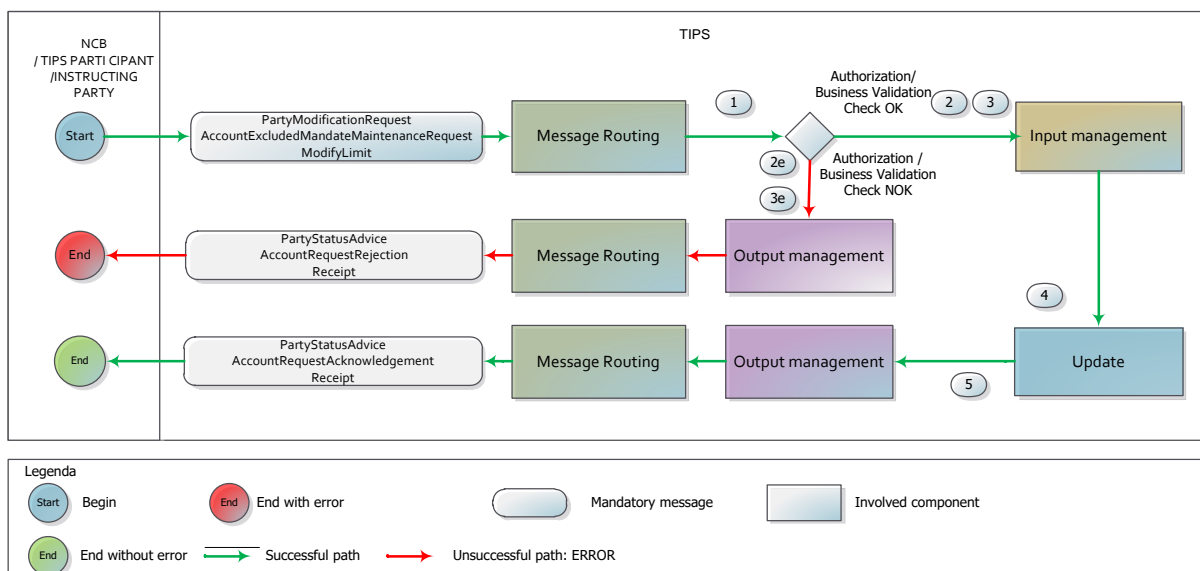 NCB
/ TIPS PARTI CIPANT
/INSTRUCTING
PARTY
TIPS
Start
PartyModificationRequest
AccountExcludedMandateMaintenanceRequest
ModifyLimit
Message Routing
1
Authorization/
Business Validation
Check OK
2
3
Input management
2e
3e
Authorization /
Business Validation
Check NOK
End
PartyStatusAdvice
AccountRequestRejection
Receipt
Message Routing
Output management
4
End
PartyStatusAdvice
AccountRequestAcknowledgement
Receipt
Message Routing
Output management
5
Update
Legenda
Start
Begin
End
End with error
Mandatory message
Involved component
End
End without error
Successful path
Unsuccessful path: ERROR